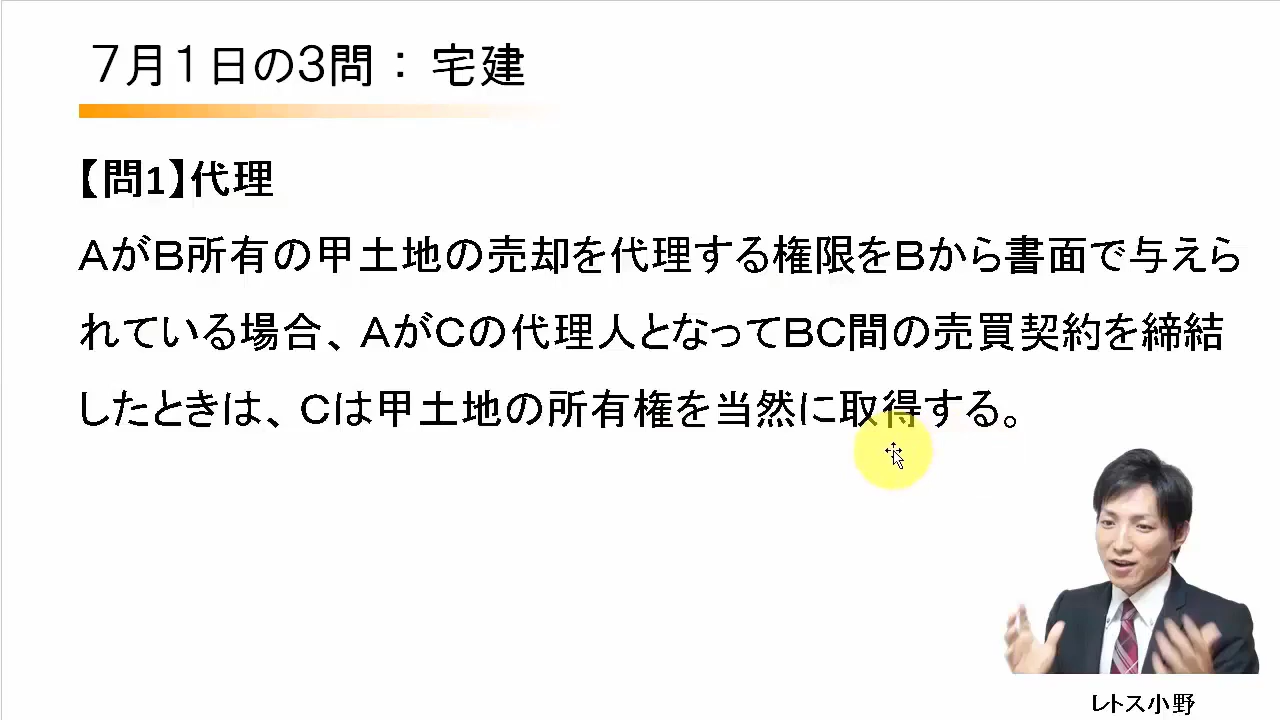 7月1日の3問：宅建
【問1】代理
AがB所有の甲土地の売却を代理する権限をBから書面で与えら
れている場合、AがCの代理人となってBC間の売買契約を締結
したときは、Cは甲土地の所有権を当然に取得する。
レトス小野